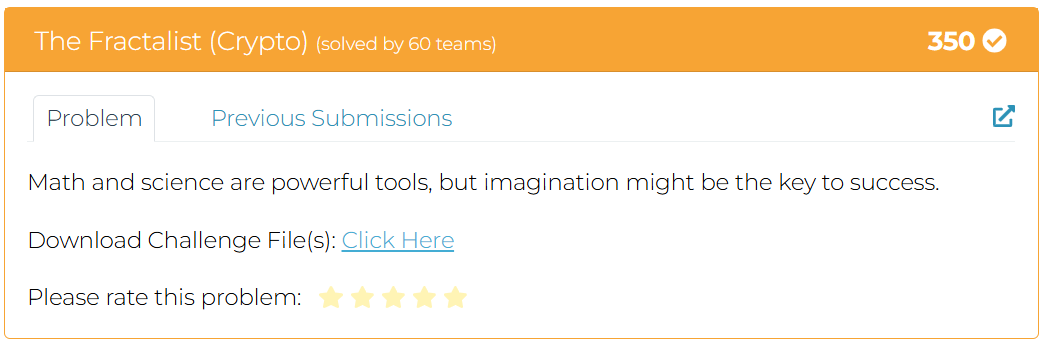 The Fractalist (Crypto) (solved by 60 teams) 350
Problem Previous Submissions
Math and science are powerful tools, but imagination might be the key to success.
Download Challenge File(s): Click Here
Please rate this problem: